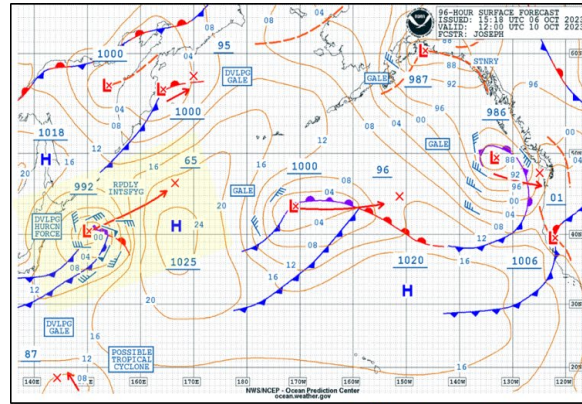 96-HOUR SURFACE FORECAST
ISSUED: 15:18 UTC 06 OCT 2023
VALID: 12:00 UTC 10 OCT 2023
FCSTR: JOSEPH
1000
95
DVLPG
GALE
GALE
987
STNRY
1000
986
GALE
1018
H
65
1000
96
992
RPDLY
INTSFYG
GALE
01
DVLPG
HURCN
FORCE
H
1025
1020
1006
H
DVLPG
GALE
87
POSSIBLE
TROPICAL
CYCLONE
140E
150E
160E
170E
180
170W
160W
150W
140W
130W
120W
NWS/NCEP - Ocean Prediction Center
ocean.weather.gov